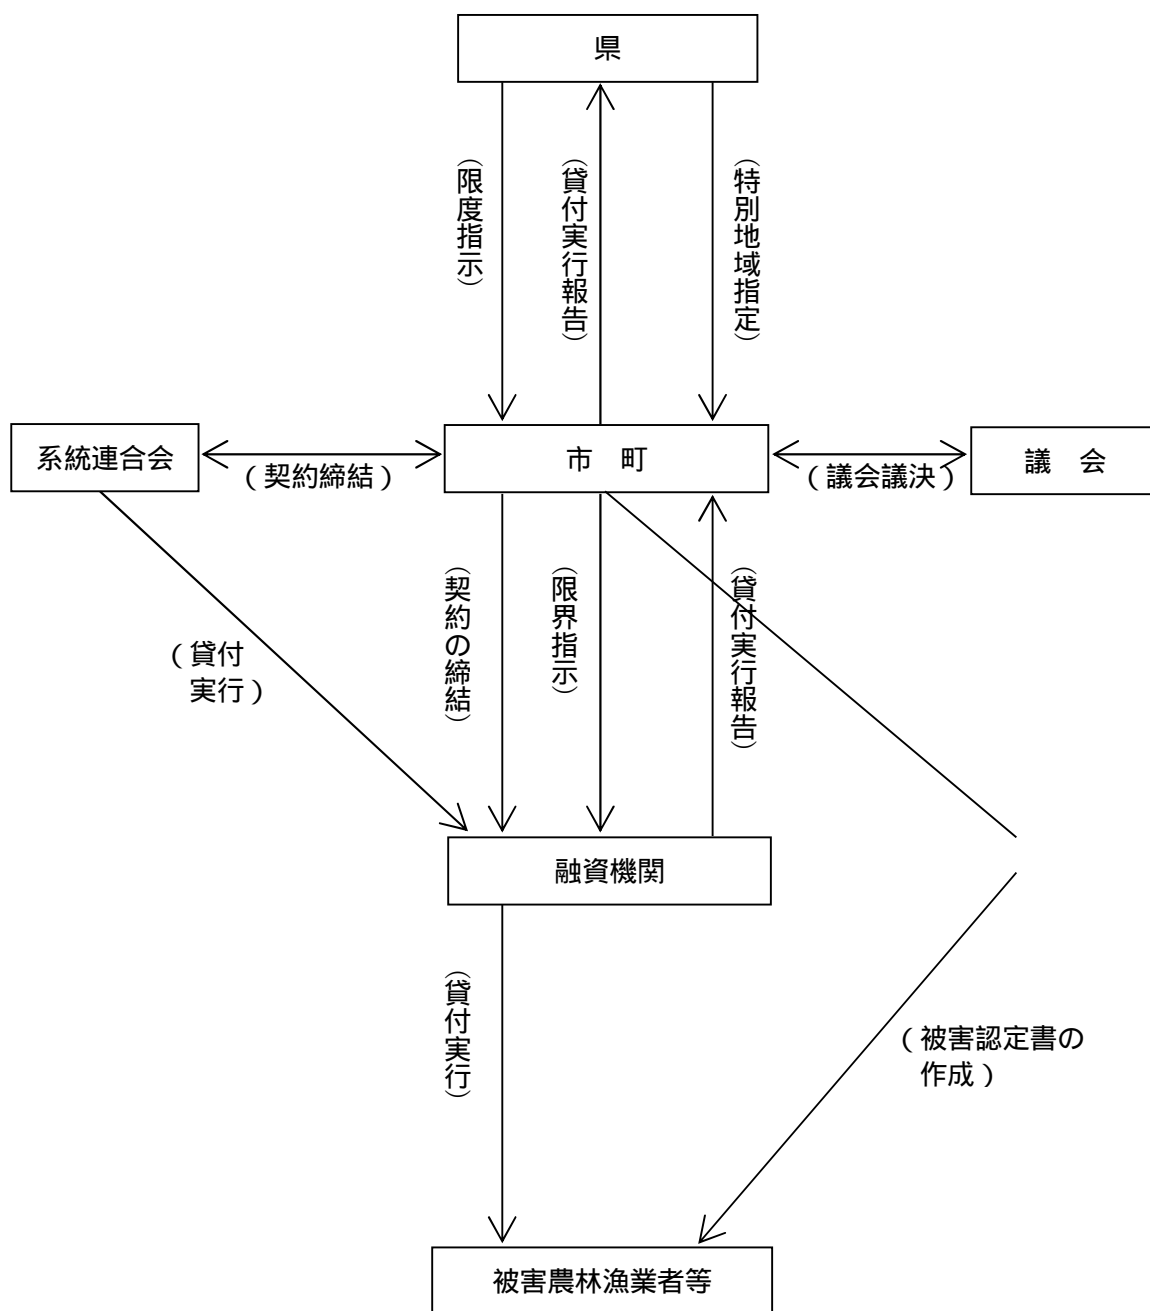 県
（限度指示）
（貸付実行報告）
（特別地域指定）
系統連合会
（契約締結）
市　町
（議会議決）
議　会
（契約の締結）
（限界指示）
（貸付実行報告）
（貸付
実行）
融資機関
（貸付実行）
（被害認定書の
作成）
被害農林漁業者等